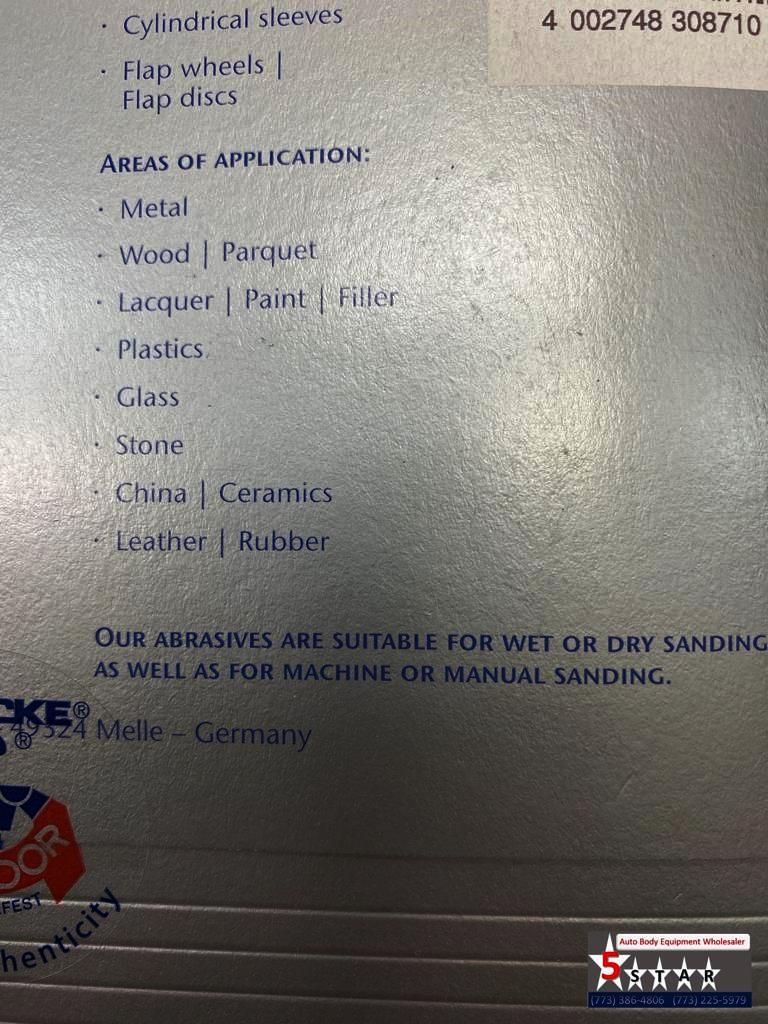 4 002748 308710
· Cylindrical sleeves
· Flap wheels |
Flap discs
AREAS OF APPLICATION:
· Metal
· Wood | Parquet
· Lacquer | Paint | Filler
· Plastics
· Glass
· Stone
· China | Ceramics
· Leather | Rubber
OUR ABRASIVES ARE SUITABLE FOR WET OR DRY SANDING
AS WELL AS FOR MACHINE OR MANUAL SANDING.
CKE®
®
49324 Melle – Germany
OOR
FEST
henticity
Auto Body Equipment Wholesaler
5 STAR
(773) 386-4806 (773) 225-5979